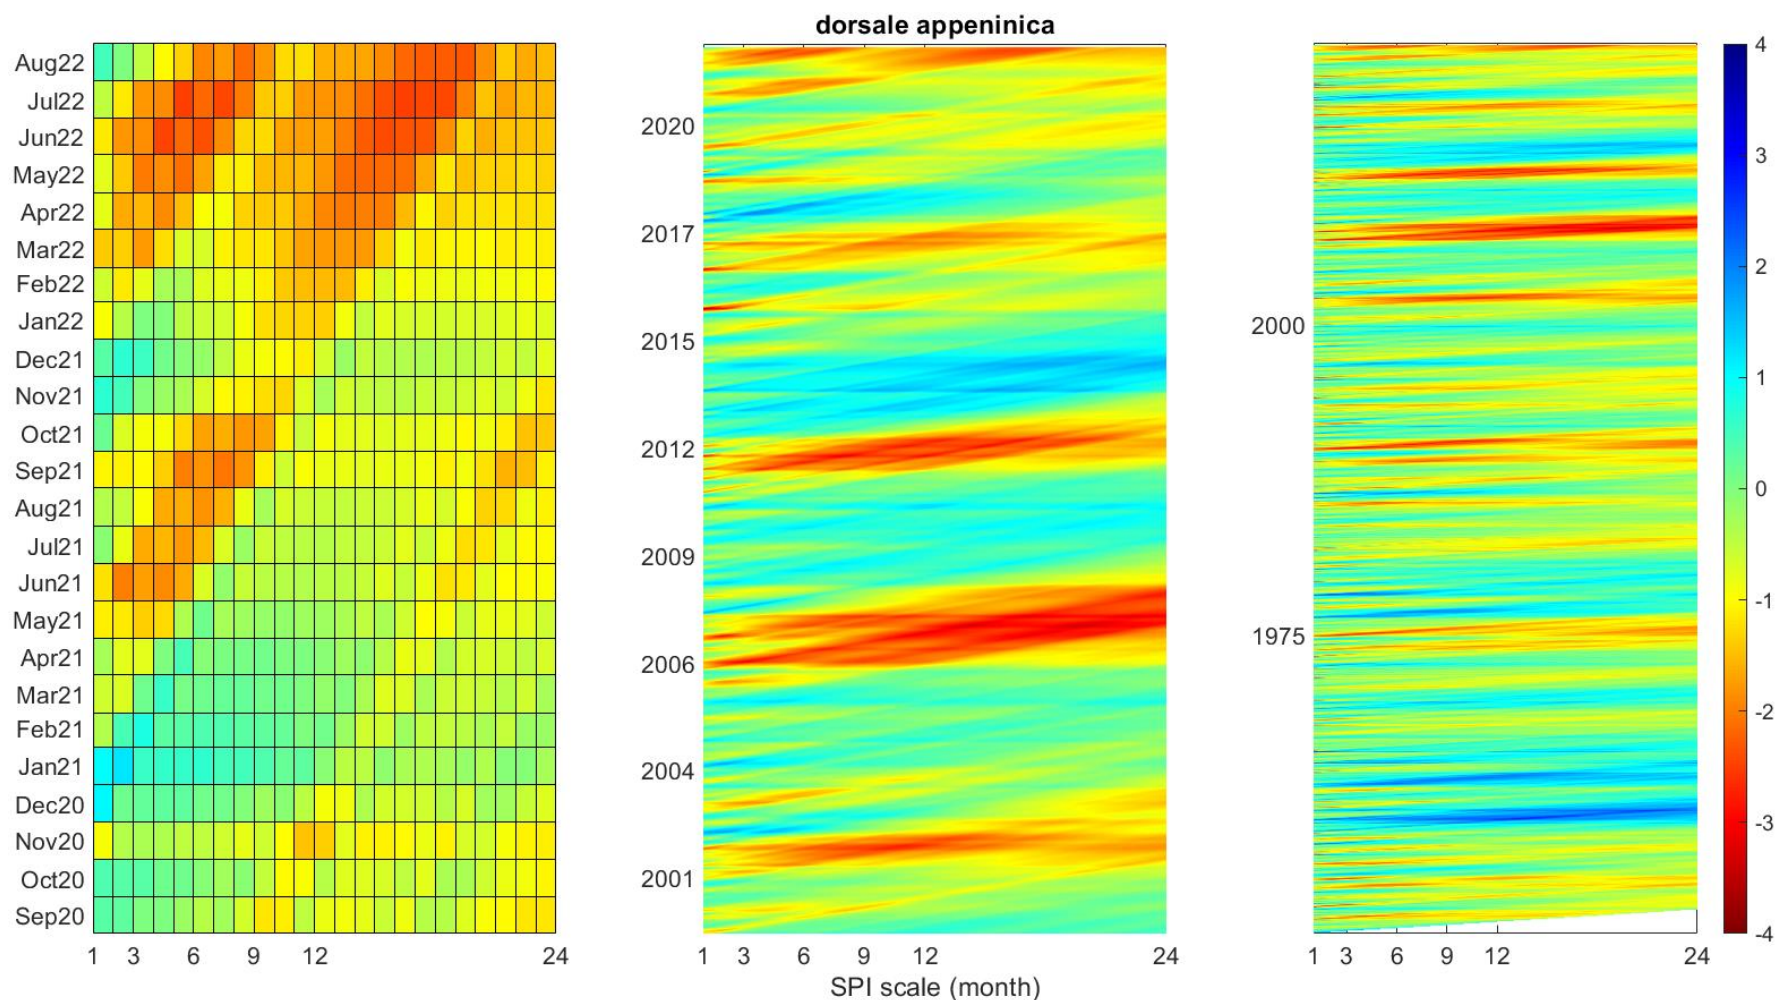 dorsale appeninica
Aug22
Jul22
Jun22
May22
Apr22
Mar22
Feb22
Jan22
Dec21
Nov21
Oct21
Sep21
Aug21
Jul21
Jun21
May21
Apr21
Mar21
Feb21
Jan21
Dec20
Nov20
Oct20
Sep20
1 3 6 9 12 24
2020
2017
2015
2012
2009
2006
2004
2001
1 3 6 9 12 24
SPI scale (month)
2000
1975
1 3 6 9 12 24
4
3
2
1
0
-1
-2
-3
-4